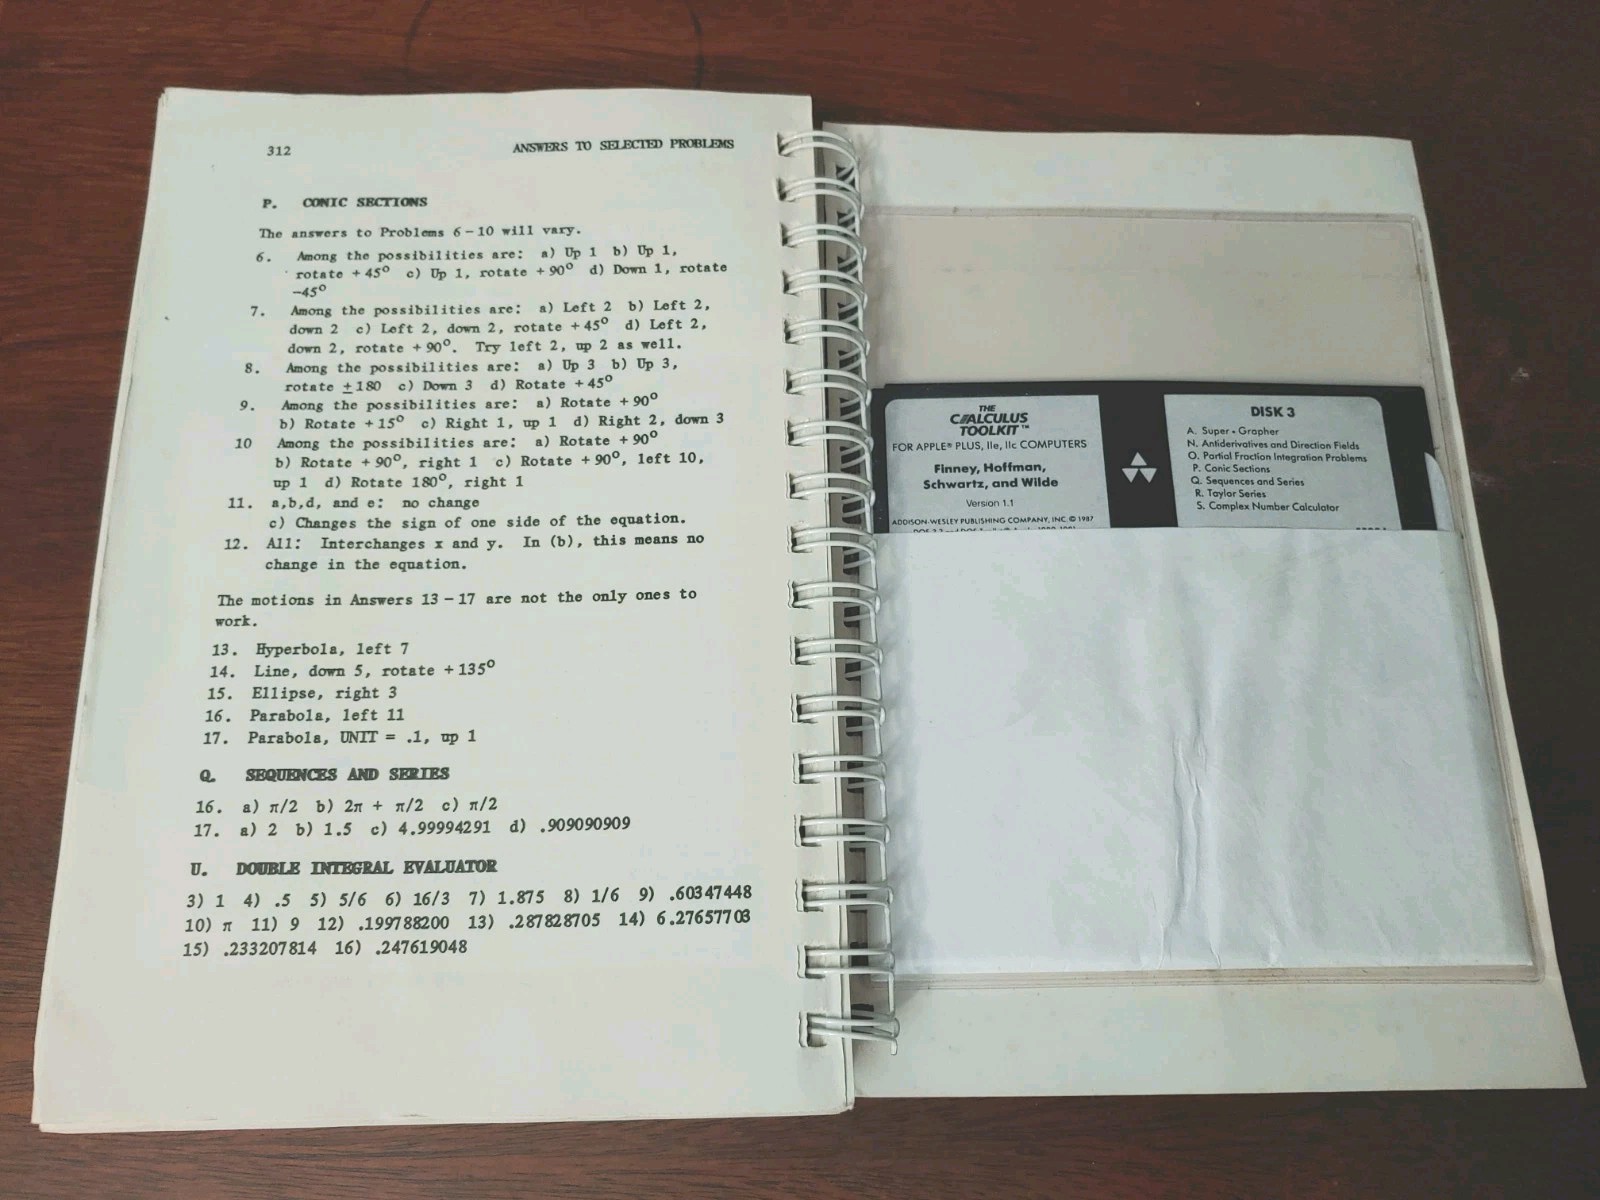 312 ANSWERS TO SELECTED PROBLEMS
P. CONIC SECTIONS
The answers to Problems 6-10 will vary.
6. Among the possibilities are: a) Up 1 b) Up 1,
rotate +45° c) Up 1, rotate +90° d) Down 1, rotate
-45°
7. Among the possibilities are: a) Left 2 b) Left 2,
down 2 c) Left 2, down 2, rotate +45° d) Left 2,
down 2, rotate +90°. Try left 2, up 2 as well.
8. Among the possibilities are: a) Up 3 b) Up 3,
rotate ±180 c) Down 3 d) Rotate +45°
9. Among the possibilities are: a) Rotate +90°
b) Rotate +15° c) Right 1, up 1 d) Right 2, down 3
10 Among the possibilities are: a) Rotate +90°
b) Rotate +90°, right 1 c) Rotate +90°, left 10,
up 1 d) Rotate 180°, right 1
11. a,b,d, and e: no change
c) Changes the sign of one side of the equation.
12. All: Interchanges x and y. In (b), this means no
change in the equation.
The motions in Answers 13-17 are not the only ones to
work.
13. Hyperbola, left 7
14. Line, down 5, rotate +135°
15. Ellipse, right 3
16. Parabola, left 11
17. Parabola, UNIT = .1, up 1
Q. SEQUENCES AND SERIES
16. a) π/2 b) 2π + π/2 c) π/2
17. a) 2 b) 1.5 c) 4.99994291 d) .909090909
U. DOUBLE INTEGRAL EVALUATOR
3) 1 4) .5 5) 5/6 6) 16/3 7) 1.875 8) 1/6 9) .60347448
10) π 11) 9 12) .199788200 13) .287828705 14) 6.27657703
15) .233207814 16) .247619048
THE
CALCULUS
TOOLKIT™
FOR APPLE® PLUS, IIe, IIc COMPUTERS
Finney, Hoffman,
Schwartz, and Wilde
Version 1.1
ADDISON-WESLEY PUBLISHING COMPANY, INC. © 1987
DISK 3
A. Super-Grapher
N. Antiderivatives and Direction Fields
O. Partial Fraction Integration Problems
P. Conic Sections
Q. Sequences and Series
R. Taylor Series
S. Complex Number Calculator